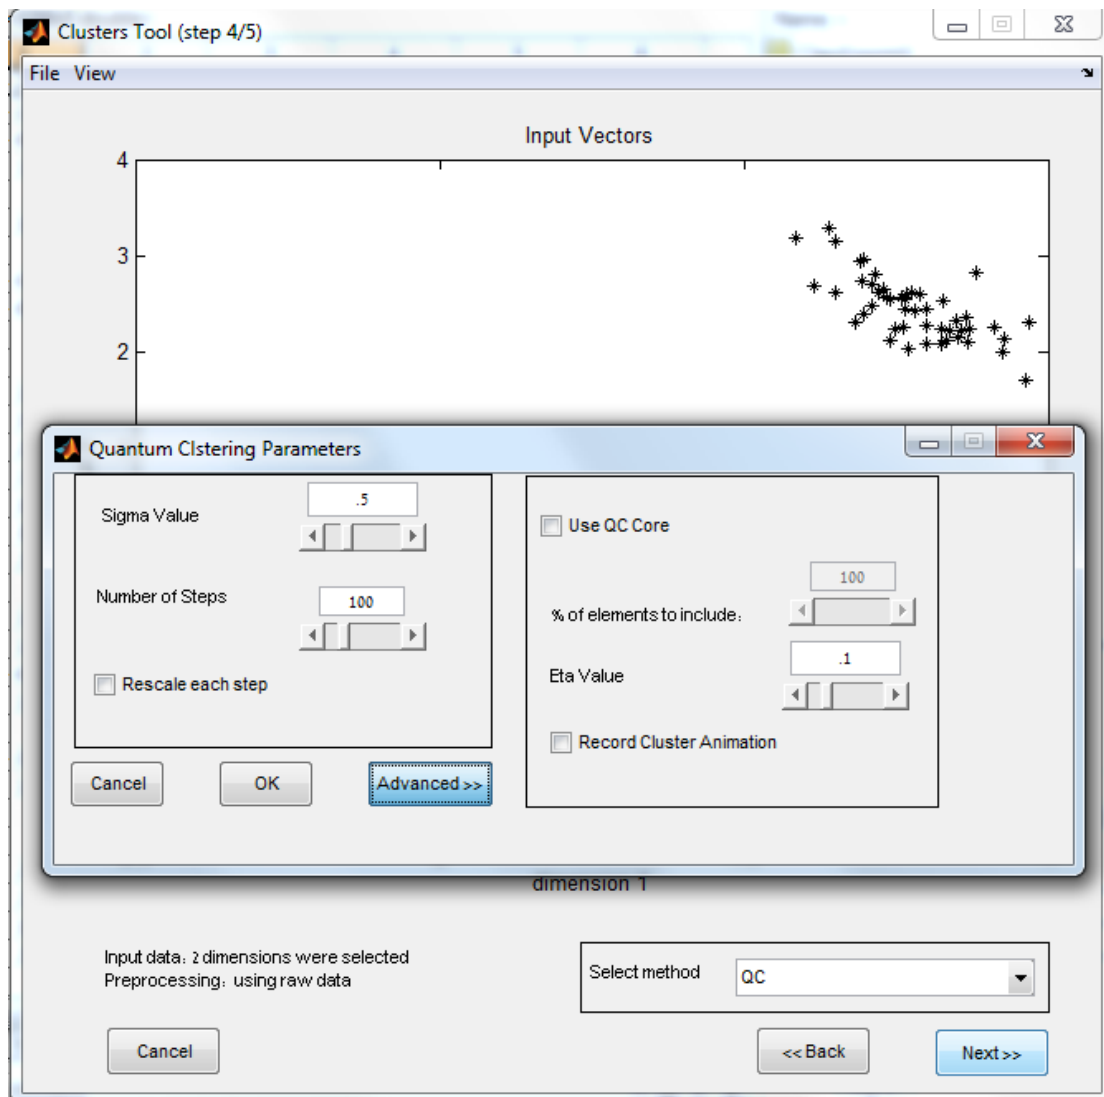 Clusters Tool (step 4/5)
File View
Input Vectors
4
3
2
Quantum Clstering Parameters
Sigma Value
.5
Number of Steps
100
Rescale each step
Cancel
OK
Advanced >>
Use QC Core
100
% of elements to include:
Eta Value
.1
Record Cluster Animation
dimension 1
Input data: 2 dimensions were selected
Preprocessing: using raw data
Select method
QC
Cancel
<< Back
Next >>